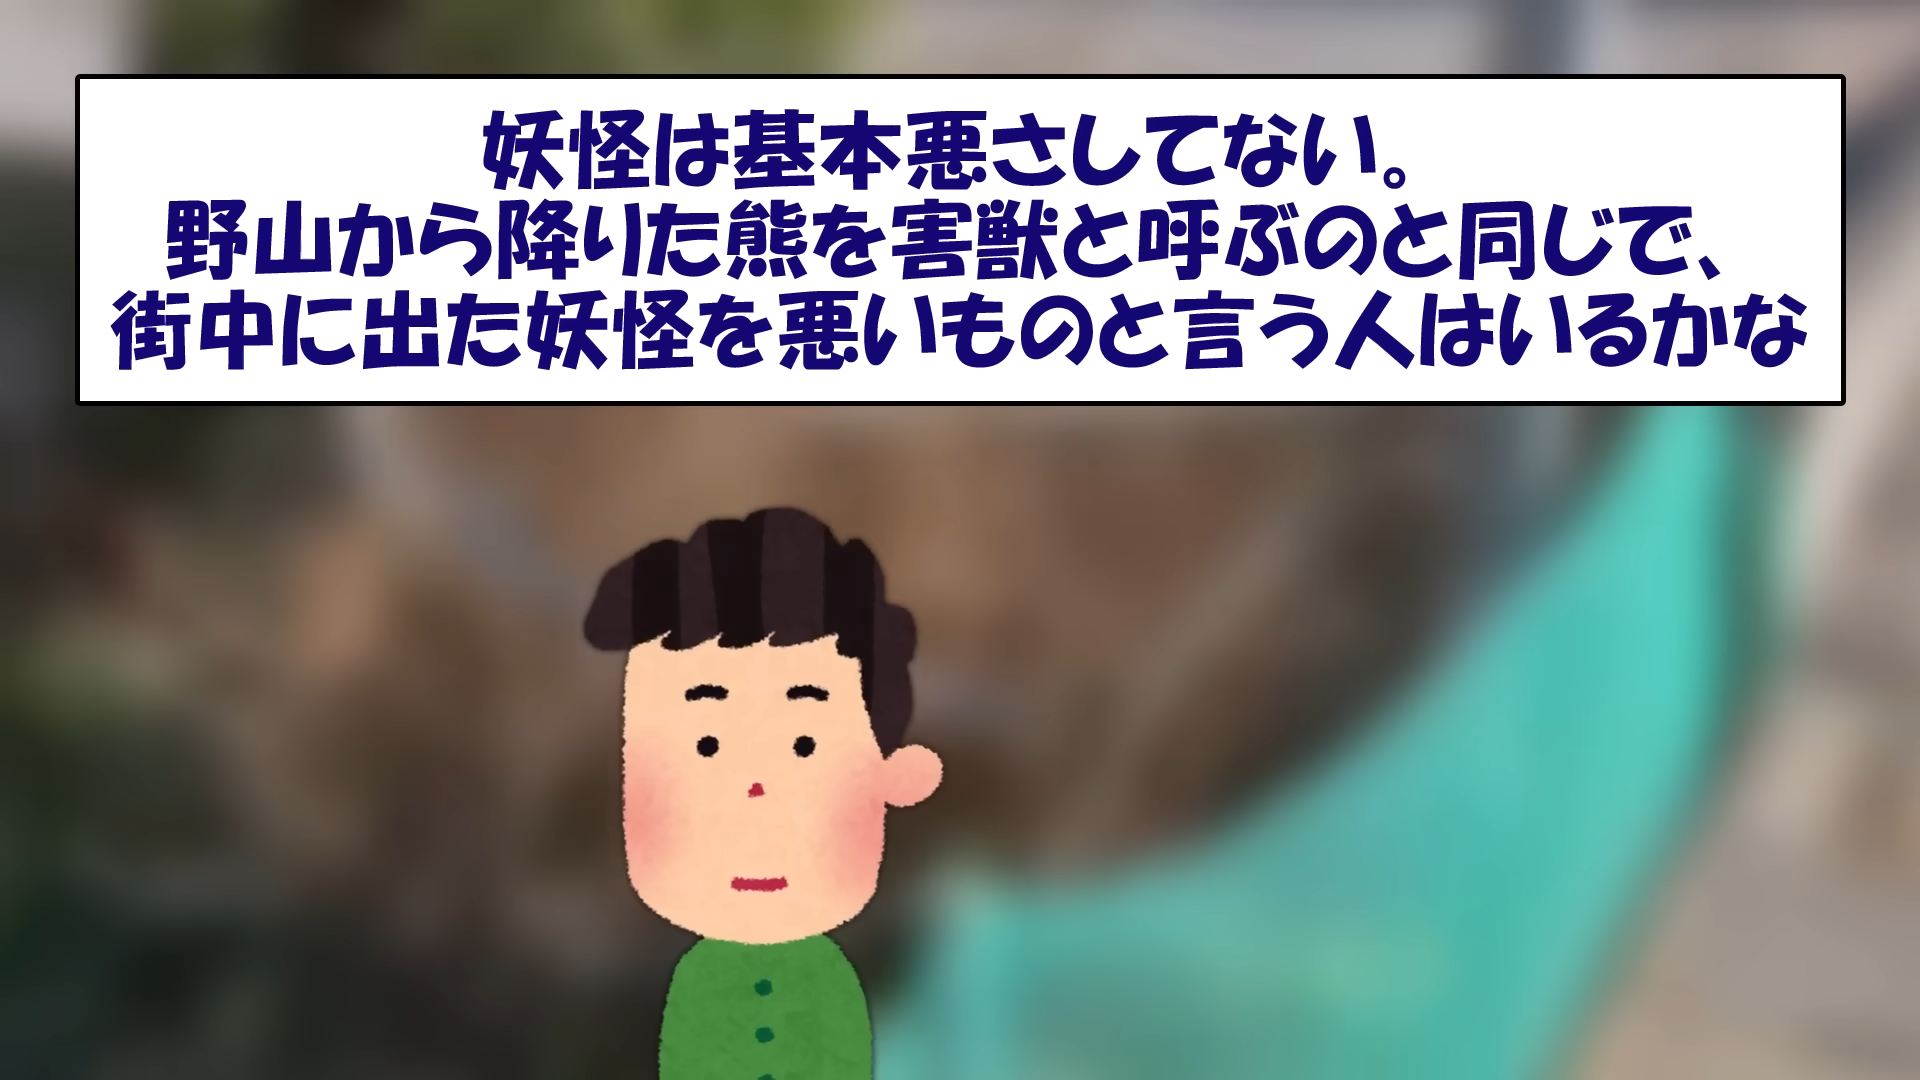 妖怪は基本悪さしてない。
野山から降りた熊を害獣と呼ぶのと同じで、
街中に出た妖怪を悪いものと言う人はいるかな